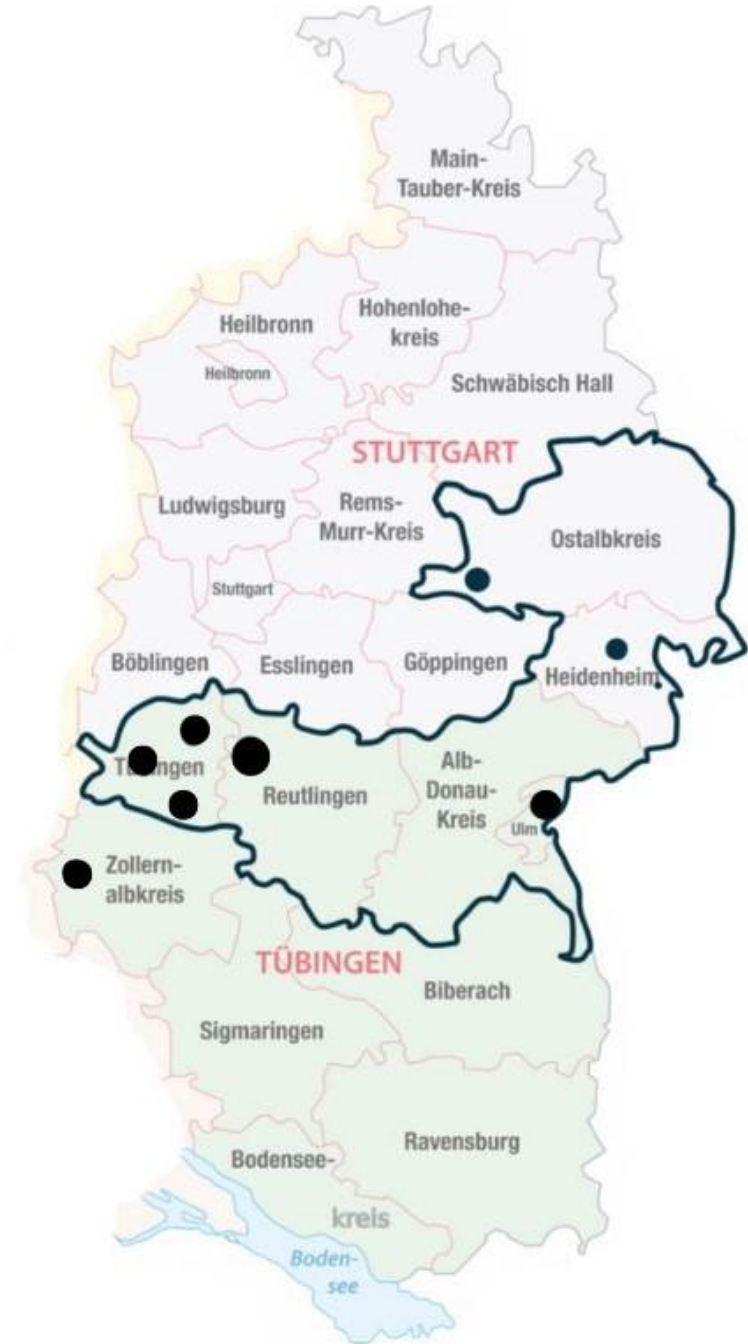 Main-
Tauber-Kreis
Hohenlohe-
kreis
Heilbronn
Heilbronn
Schwäbisch Hall
STUTTGART
Ludwigsburg
Rems-
Murr-Kreis
Ostalbkreis
Stuttgart
Böblingen
Esslingen
Göppingen
Heidenheim
Tübingen
Reutlingen
Alb-
Donau-
Kreis
Ulm
Zollern-
albkreis
TÜBINGEN
Biberach
Sigmaringen
Ravensburg
Bodensee-
kreis
Boden-
see